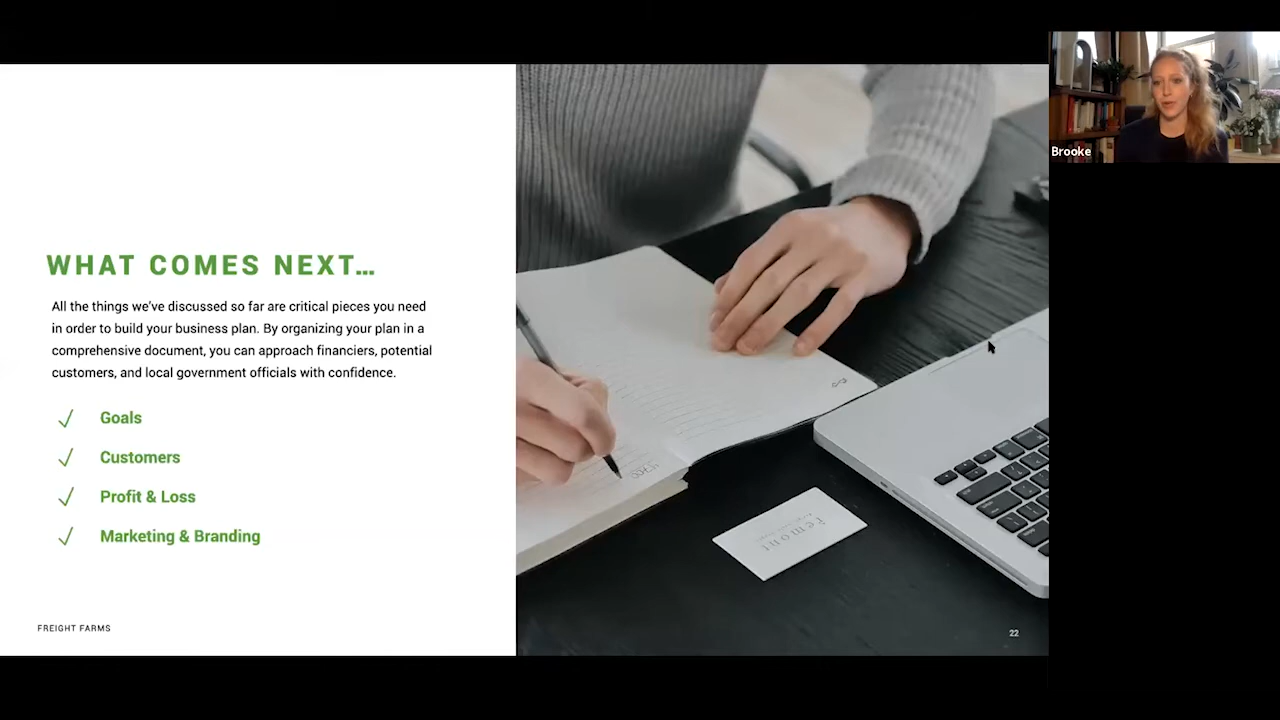 WHAT COMES NEXT…
All the things we've discussed so far are critical pieces you need
in order to build your business plan. By organizing your plan in a
comprehensive document, you can approach financiers, potential
customers, and local government officials with confidence.
Goals
Customers
Profit & Loss
Marketing & Branding
FREIGHT FARMS
22
Brooke
Femont